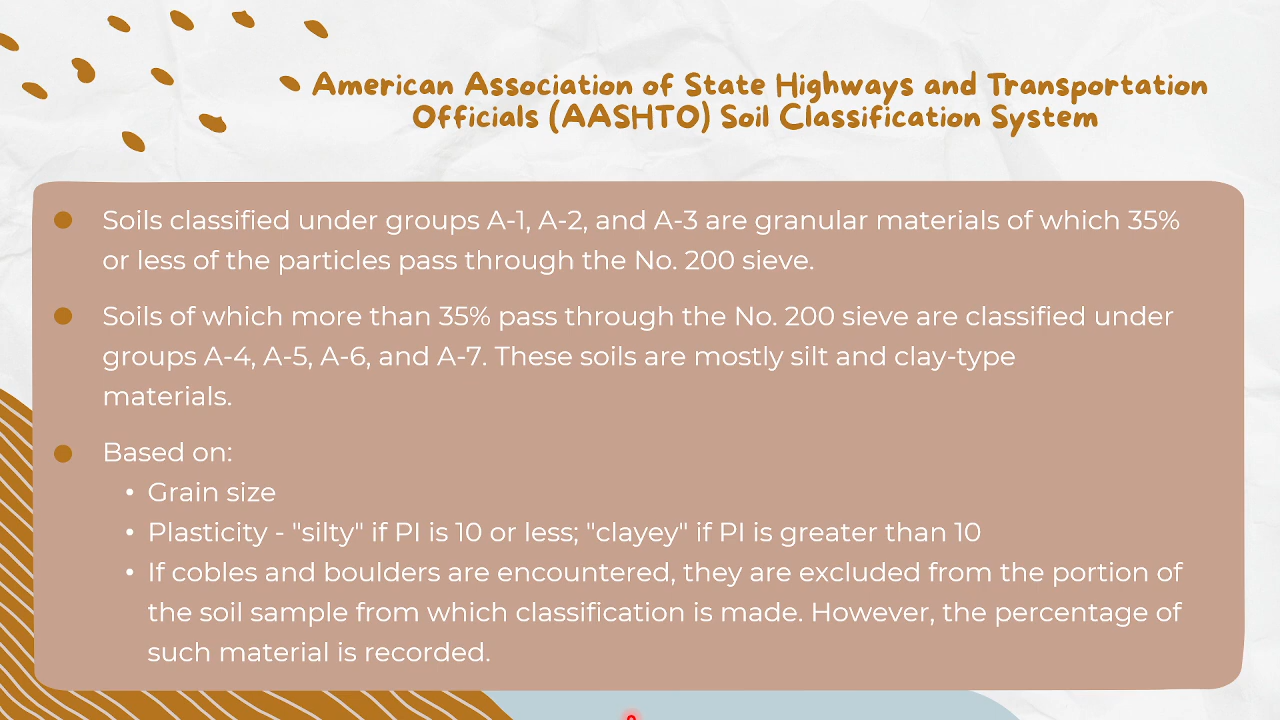 American Association of State Highways and Transportation
Officials (AASHTO) Soil Classification System
Soils classified under groups A-1, A-2, and A-3 are granular materials of which 35%
or less of the particles pass through the No. 200 sieve.
Soils of which more than 35% pass through the No. 200 sieve are classified under
groups A-4, A-5, A-6, and A-7. These soils are mostly silt and clay-type
materials.
Based on:
• Grain size
• Plasticity - "silty" if PI is 10 or less; "clayey" if PI is greater than 10
• If cobles and boulders are encountered, they are excluded from the portion of
the soil sample from which classification is made. However, the percentage of
such material is recorded.